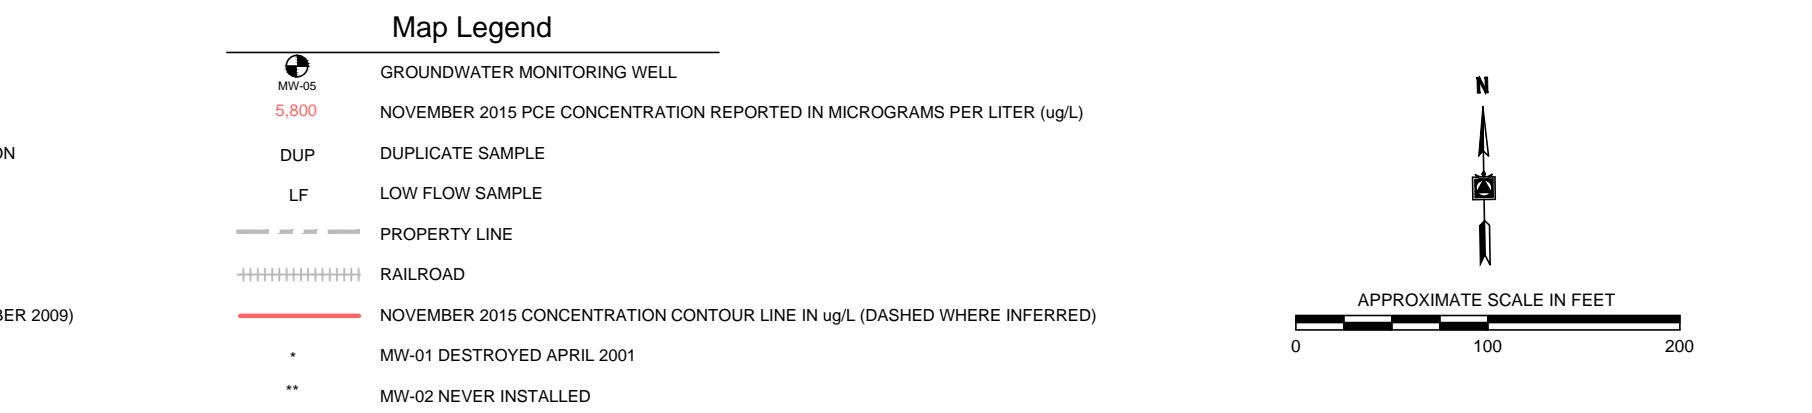 Map Legend
MW-05
GROUNDWATER MONITORING WELL
5,800
NOVEMBER 2015 PCE CONCENTRATION REPORTED IN MICROGRAMS PER LITER (ug/L)
DUP
DUPLICATE SAMPLE
LF
LOW FLOW SAMPLE
PROPERTY LINE
RAILROAD
NOVEMBER 2015 CONCENTRATION CONTOUR LINE IN ug/L (DASHED WHERE INFERRED)
*
MW-01 DESTROYED APRIL 2001
**
MW-02 NEVER INSTALLED
2009)
N
APPROXIMATE SCALE IN FEET
0 100 200